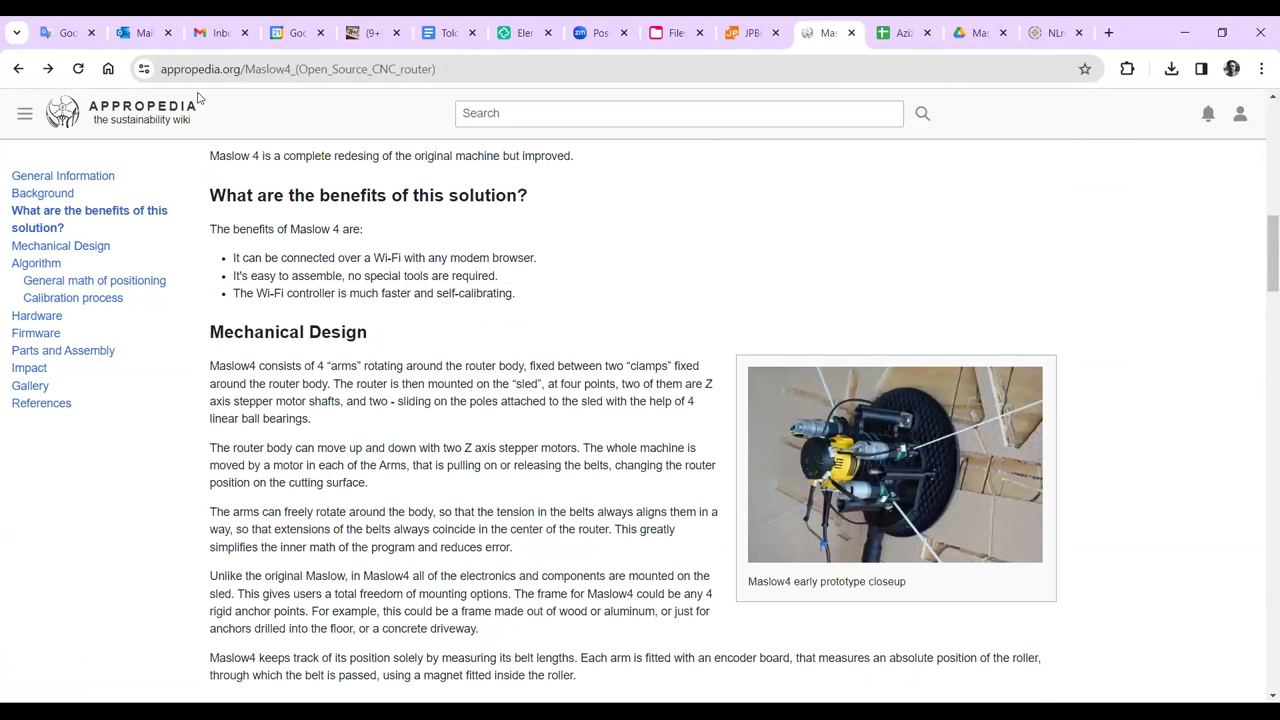 Goo
Mai
Inbo
Goo
(9+
Tolo
Eler
Pos
File
JPB
Mas
Aziz
Mas
NLn
appropedia.org/Maslow4_(Open_Source_CNC_router)
APPROPEDIA
the sustainability wiki
Search
General Information
Background
What are the benefits of this
solution?
Mechanical Design
Algorithm
General math of positioning
Calibration process
Hardware
Firmware
Parts and Assembly
Impact
Gallery
References
Maslow 4 is a complete redesing of the original machine but improved.
What are the benefits of this solution?
The benefits of Maslow 4 are:
It can be connected over a Wi-Fi with any modem browser.
It's easy to assemble, no special tools are required.
The Wi-Fi controller is much faster and self-calibrating.
Mechanical Design
Maslow4 consists of 4 “arms” rotating around the router body, fixed between two “clamps” fixed
around the router body. The router is then mounted on the “sled”, at four points, two of them are Z
axis stepper motor shafts, and two - sliding on the poles attached to the sled with the help of 4
linear ball bearings.
The router body can move up and down with two Z axis stepper motors. The whole machine is
moved by a motor in each of the Arms, that is pulling on or releasing the belts, changing the router
position on the cutting surface.
The arms can freely rotate around the body, so that the tension in the belts always aligns them in a
way, so that extensions of the belts always coincide in the center of the router. This greatly
simplifies the inner math of the program and reduces error.
Unlike the original Maslow, in Maslow4 all of the electronics and components are mounted on the
sled. This gives users a total freedom of mounting options. The frame for Maslow4 could be any 4
rigid anchor points. For example, this could be a frame made out of wood or aluminum, or just for
anchors drilled into the floor, or a concrete driveway.
Maslow4 keeps track of its position solely by measuring its belt lengths. Each arm is fitted with an encoder board, that measures an absolute position of the roller,
through which the belt is passed, using a magnet fitted inside the roller.
Maslow4 early prototype closeup